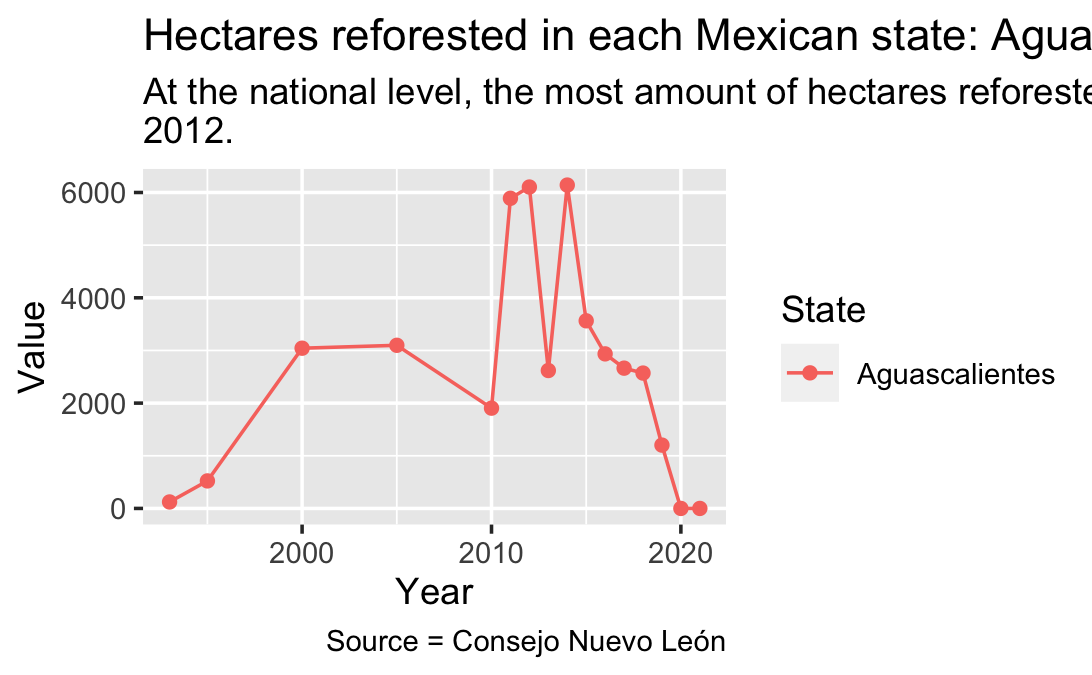 Hectares reforested in each Mexican state: Agua
At the national level, the most amount of hectares reforeste
2012.
6000
4000
2000
0
Value
2000 2010 2020
Year
State
Aguascalientes
Source = Consejo Nuevo León